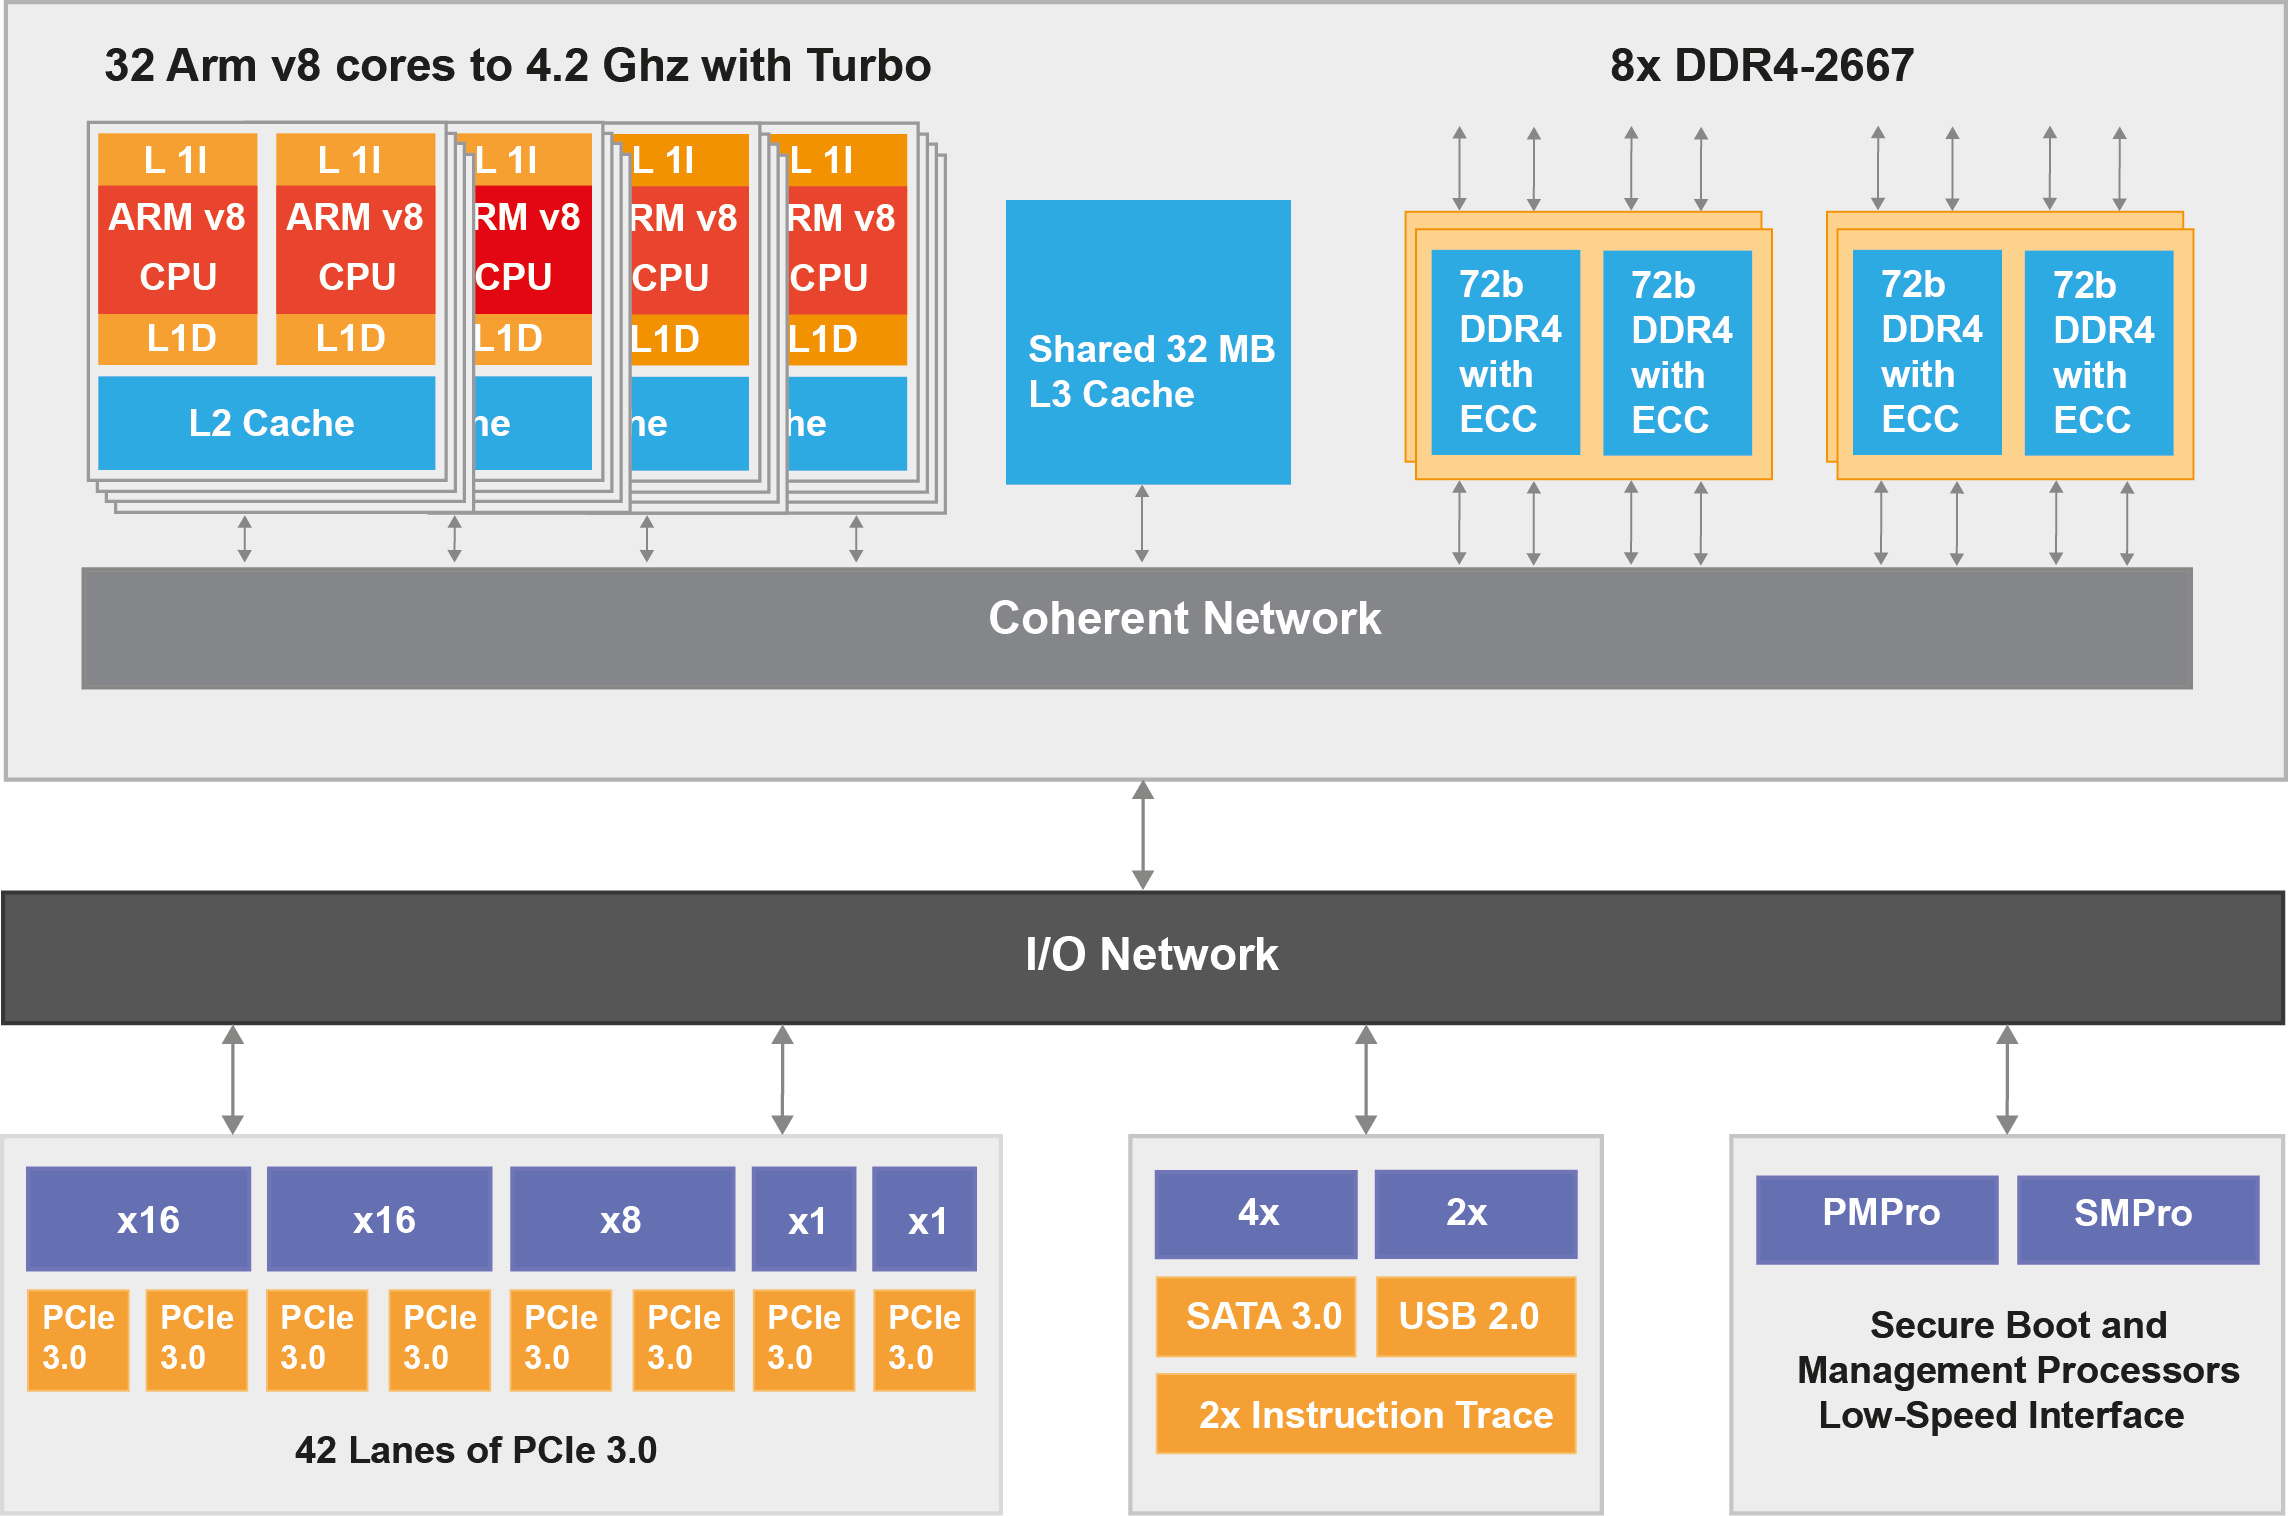 32 Arm v8 cores to 4.2 Ghz with Turbo
8x DDR4-2667
L 1I
L 1I
L 1I
L 1I
L 1I
ARM v8
ARM v8
RM v8
RM v8
RM v8
CPU
CPU
CPU
CPU
CPU
L1D
L1D
L1D
L1D
L1D
L2 Cache
he
he
he
Shared 32 MB
L3 Cache
72b
DDR4
with
ECC
72b
DDR4
with
ECC
72b
DDR4
with
ECC
72b
DDR4
with
ECC
Coherent Network
I/O Network
x16
x16
x8
x1
x1
PCIe
3.0
PCIe
3.0
PCIe
3.0
PCIe
3.0
PCIe
3.0
PCIe
3.0
PCIe
3.0
PCIe
3.0
42 Lanes of PCIe 3.0
4x
2x
SATA 3.0
USB 2.0
2x Instruction Trace
PMPro
SMPro
Secure Boot and
Management Processors
Low-Speed Interface